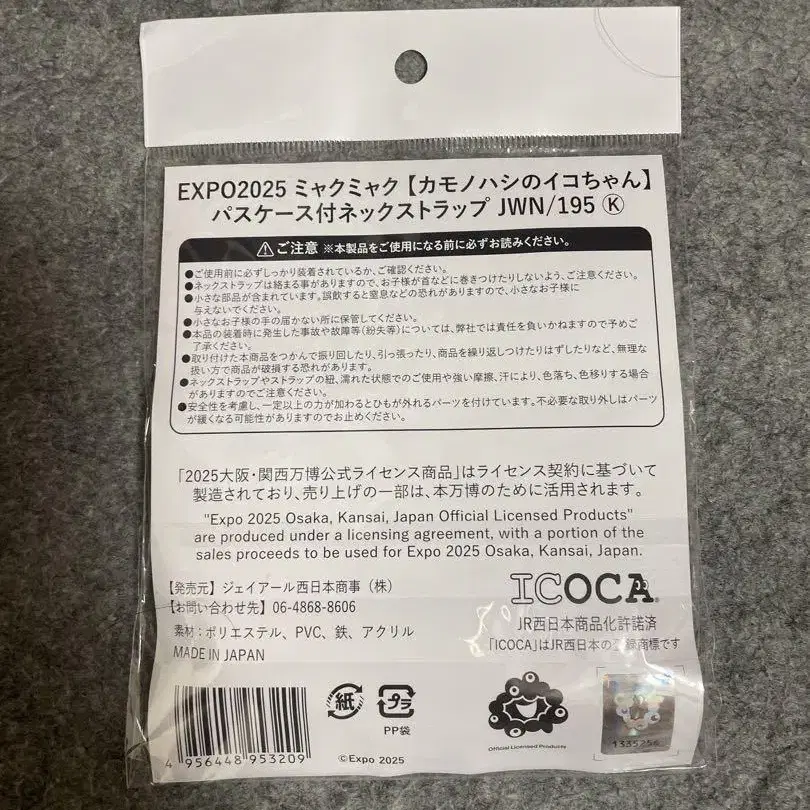 EXPO2025 ミャクミャク【カモノハシのイコちゃん】
パスケース付ネックストラップ JWN/195 Ⓚ
ご注意 ※本製品をご使用になる前に必ずお読みください。
●ご使用前に必ずしっかり装着されているか、ご確認ください。
●ネックストラップは絡まる事がありますので、お子様が首などに巻きつけたりしないよう、ご注意ください。
●小さな部品が含まれています。誤飲すると窒息などの恐れがありますので、小さなお子様に
与えないでください。
●小さなお子様の手の届かない所に保管してください。
●本品の装着時に発生した事故や故障等(紛失等)については、弊社では責任を負いかねますので予めご
了承ください。
●取り付けた本商品をつかんで振り回したり、引っ張ったり、商品を繰り返しつけたりはずしたりなど、無理な
扱い方で商品が破損する恐れがあります。
●ネックストラップやストラップの紐、濡れた状態でのご使用や強い摩擦、汗により、色落ち、色移りする場合
がありますのでご注意ください。
●安全性を考慮し、一定以上の力が加わるとひもが外れるパーツを付けています。不必要な取り外しはパーツ
が緩くなる可能性がありますのでお止めください。
「2025大阪・関西万博公式ライセンス商品」はライセンス契約に基づいて
製造されており、売り上げの一部は、本万博のために活用されます。
"Expo 2025 Osaka, Kansai, Japan Official Licensed Products"
are produced under a licensing agreement, with a portion of the
sales proceeds to be used for Expo 2025 Osaka, Kansai, Japan.
【発売元】ジェイアール西日本商事(株)
【お問い合わせ先】06-4868-8606
素材:ポリエステル、PVC、鉄、アクリル
MADE IN JAPAN
ICOCA
JR西日本商品化許諾済
「ICOCA」はJR西日本の登録商標です
紙
プラ
PP袋
4 956448 953209
©Expo 2025
Official Licensed Products
1335256